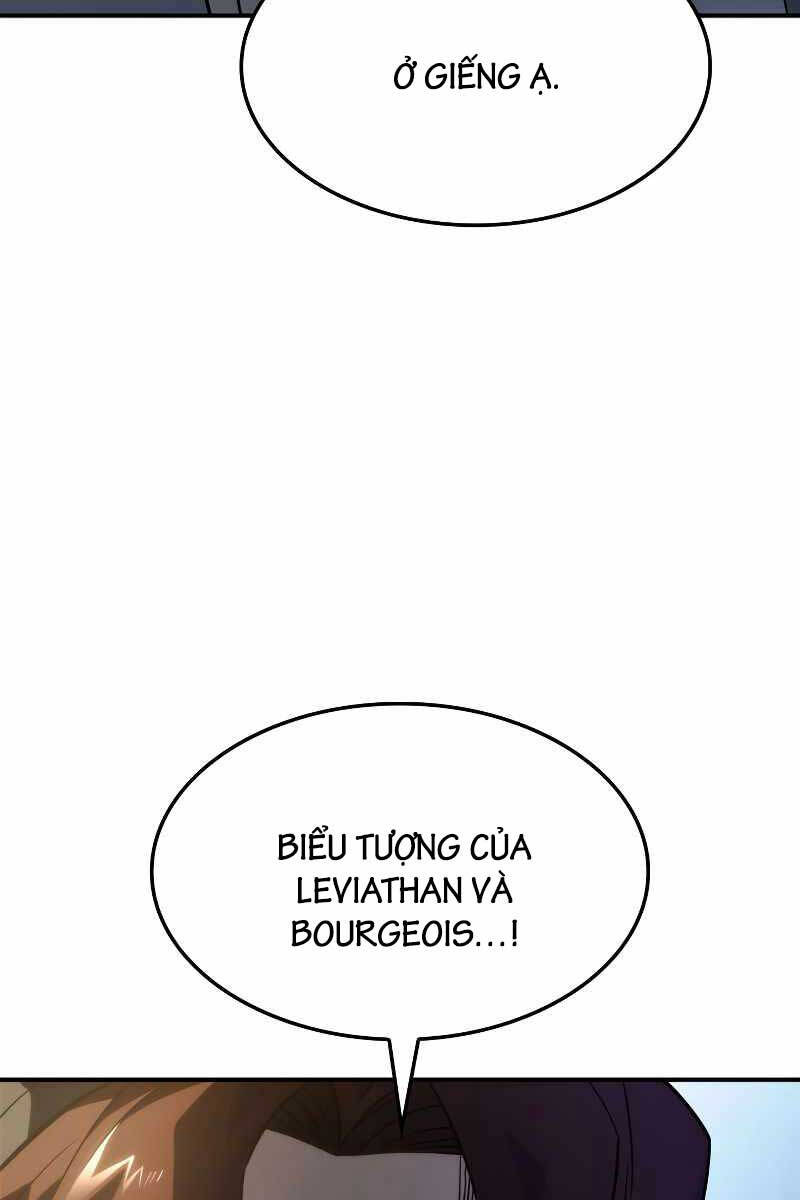 Ở GIẾNG Ạ.
BIỂU TƯỢNG CỦA
LEVIATHAN VÀ
BOURGEOIS...!